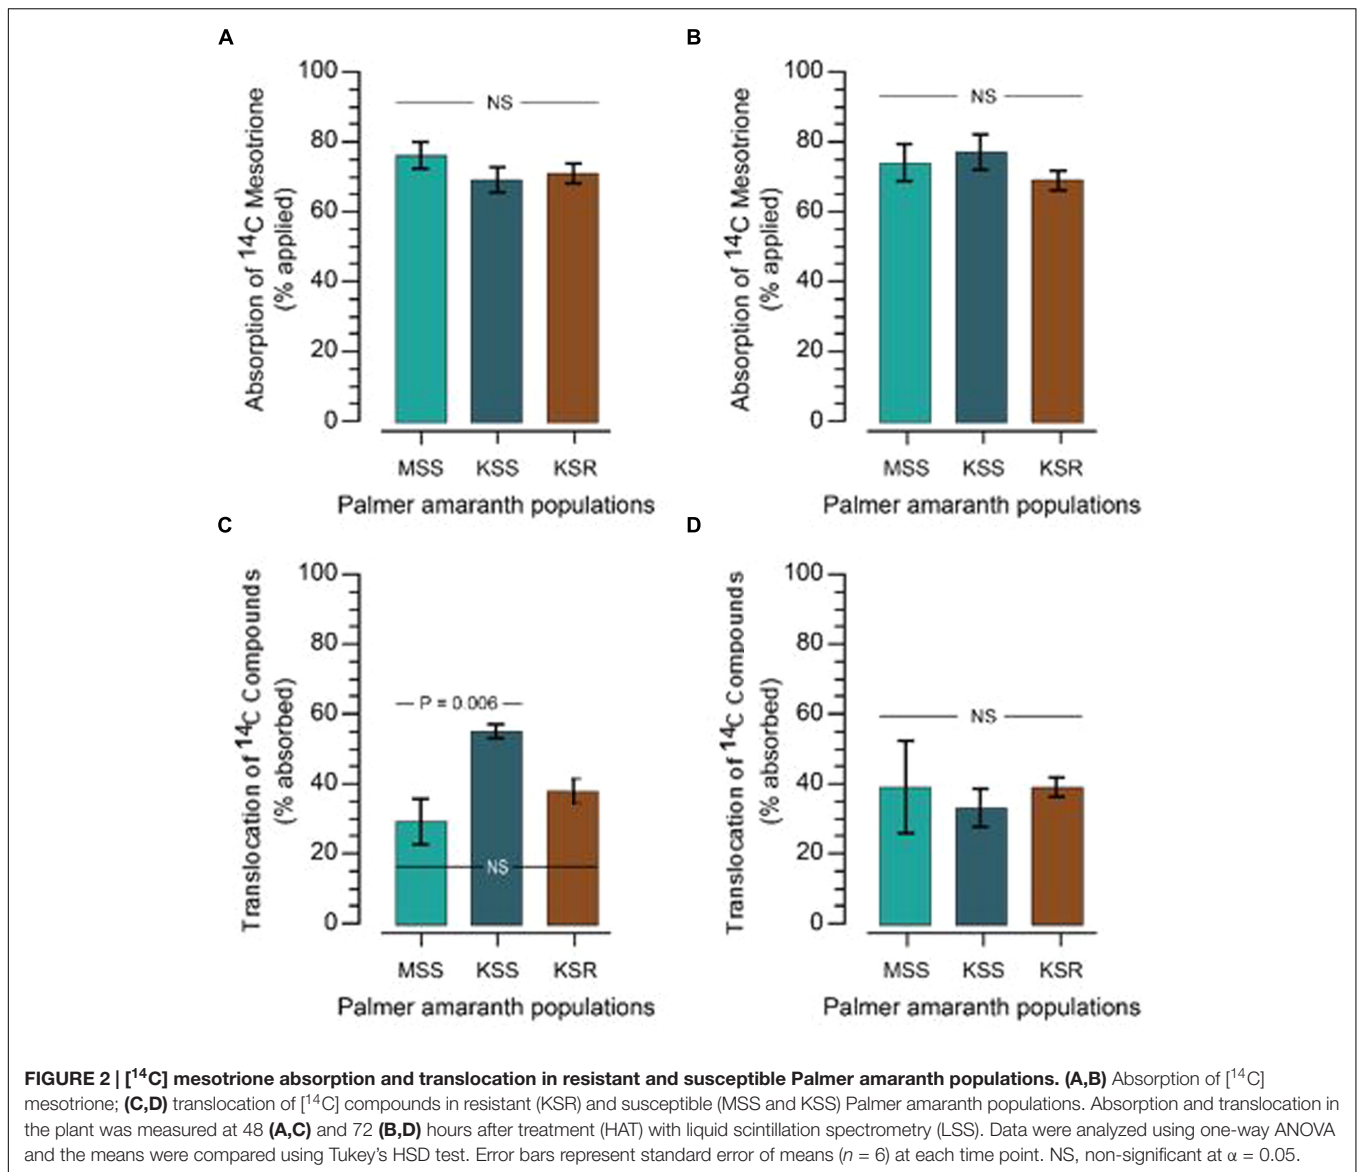 A
100
80
60
40
20
0
Absorption of ¹⁴C Mesotrione
(% applied)
NS
MSS KSS KSR
Palmer amaranth populations
B
100
80
60
40
20
0
Absorption of ¹⁴C Mesotrione
(% applied)
NS
MSS KSS KSR
Palmer amaranth populations
C
100
80
60
40
20
0
Translocation of ¹⁴C Compounds
(% absorbed)
P = 0.006
NS
MSS KSS KSR
Palmer amaranth populations
D
100
80
60
40
20
0
Translocation of ¹⁴C Compounds
(% absorbed)
NS
MSS KSS KSR
Palmer amaranth populations
FIGURE 2 | [¹⁴C] mesotrione absorption and translocation in resistant and susceptible Palmer amaranth populations. (A,B) Absorption of [¹⁴C]
mesotrione; (C,D) translocation of [¹⁴C] compounds in resistant (KSR) and susceptible (MSS and KSS) Palmer amaranth populations. Absorption and translocation in
the plant was measured at 48 (A,C) and 72 (B,D) hours after treatment (HAT) with liquid scintillation spectrometry (LSS). Data were analyzed using one-way ANOVA
and the means were compared using Tukey's HSD test. Error bars represent standard error of means (n = 6) at each time point. NS, non-significant at α = 0.05.